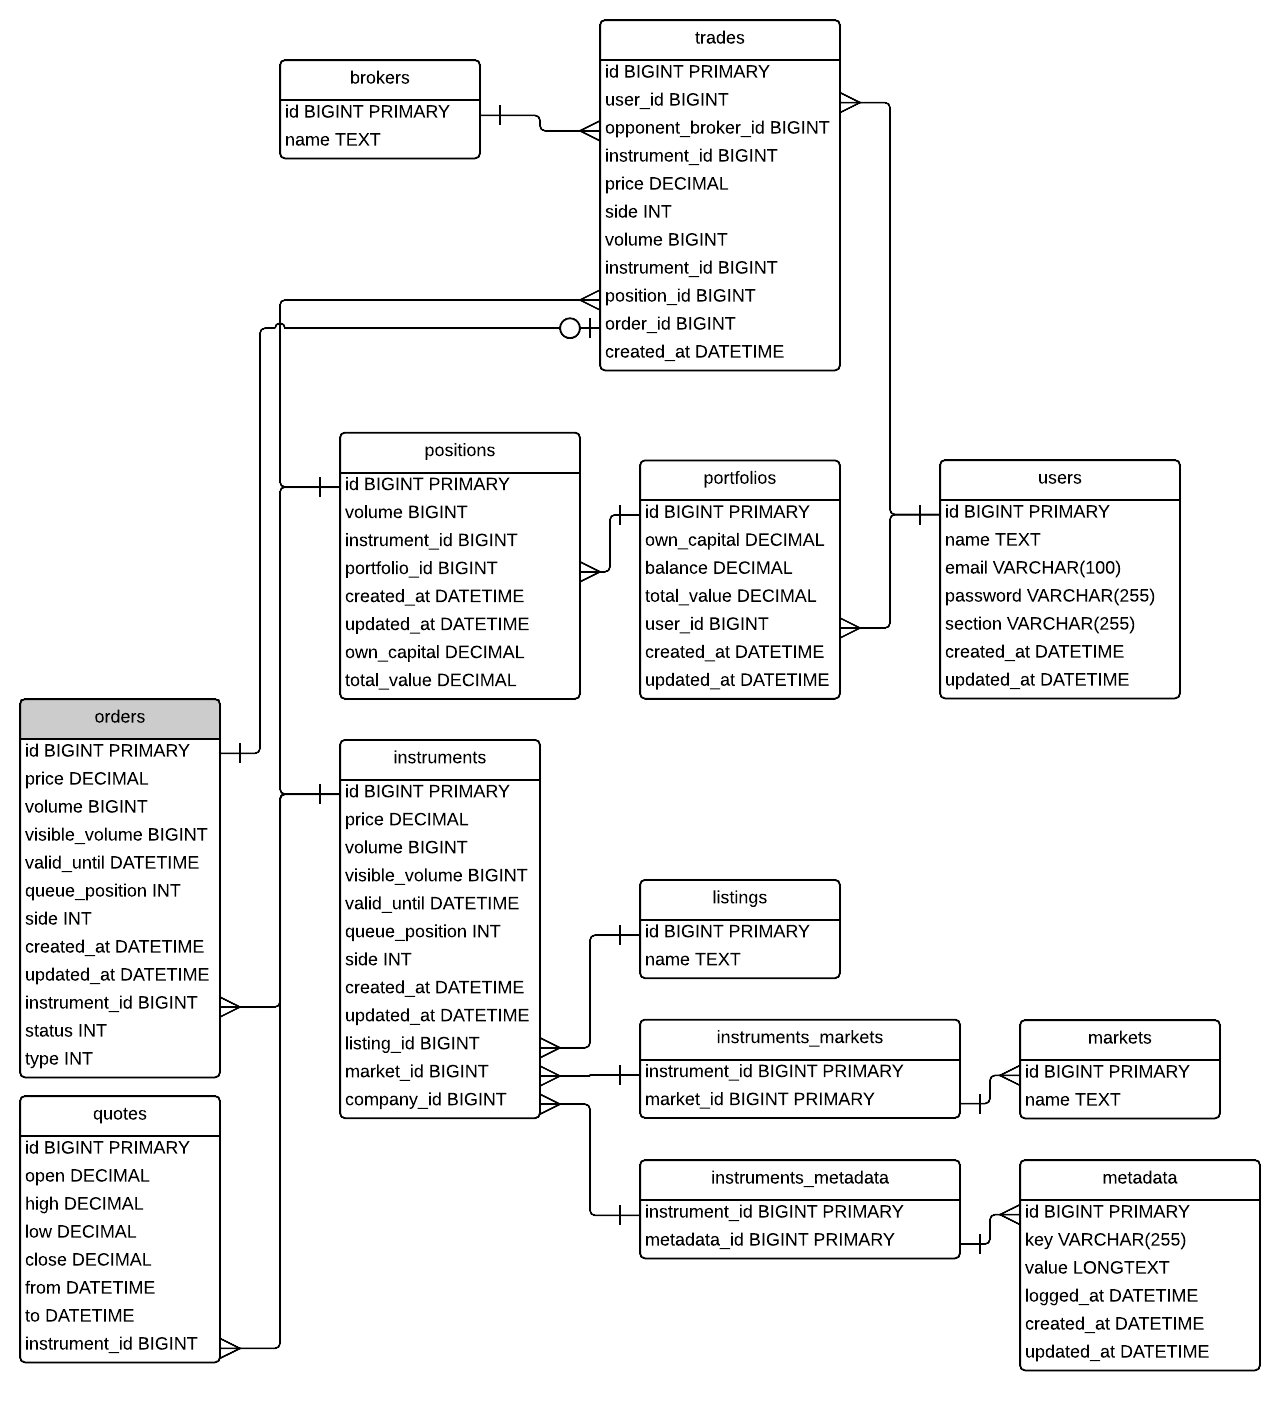 trades
id BIGINT PRIMARY
user_id BIGINT
opponent_broker_id BIGINT
instrument_id BIGINT
price DECIMAL
side INT
volume BIGINT
instrument_id BIGINT
position_id BIGINT
order_id BIGINT
created_at DATETIME
brokers
id BIGINT PRIMARY
name TEXT
positions
id BIGINT PRIMARY
volume BIGINT
instrument_id BIGINT
portfolio_id BIGINT
created_at DATETIME
updated_at DATETIME
own_capital DECIMAL
total_value DECIMAL
portfolios
id BIGINT PRIMARY
own_capital DECIMAL
balance DECIMAL
total_value DECIMAL
user_id BIGINT
created_at DATETIME
updated_at DATETIME
users
id BIGINT PRIMARY
name TEXT
email VARCHAR(100)
password VARCHAR(255)
section VARCHAR(255)
created_at DATETIME
updated_at DATETIME
orders
id BIGINT PRIMARY
price DECIMAL
volume BIGINT
visible_volume BIGINT
valid_until DATETIME
queue_position INT
side INT
created_at DATETIME
updated_at DATETIME
instrument_id BIGINT
status INT
type INT
instruments
id BIGINT PRIMARY
price DECIMAL
volume BIGINT
visible_volume BIGINT
valid_until DATETIME
queue_position INT
side INT
created_at DATETIME
updated_at DATETIME
listing_id BIGINT
market_id BIGINT
company_id BIGINT
listings
id BIGINT PRIMARY
name TEXT
instruments_markets
instrument_id BIGINT PRIMARY
market_id BIGINT PRIMARY
markets
id BIGINT PRIMARY
name TEXT
quotes
id BIGINT PRIMARY
open DECIMAL
high DECIMAL
low DECIMAL
close DECIMAL
from DATETIME
to DATETIME
instrument_id BIGINT
instruments_metadata
instrument_id BIGINT PRIMARY
metadata_id BIGINT PRIMARY
metadata
id BIGINT PRIMARY
key VARCHAR(255)
value LONGTEXT
logged_at DATETIME
created_at DATETIME
updated_at DATETIME